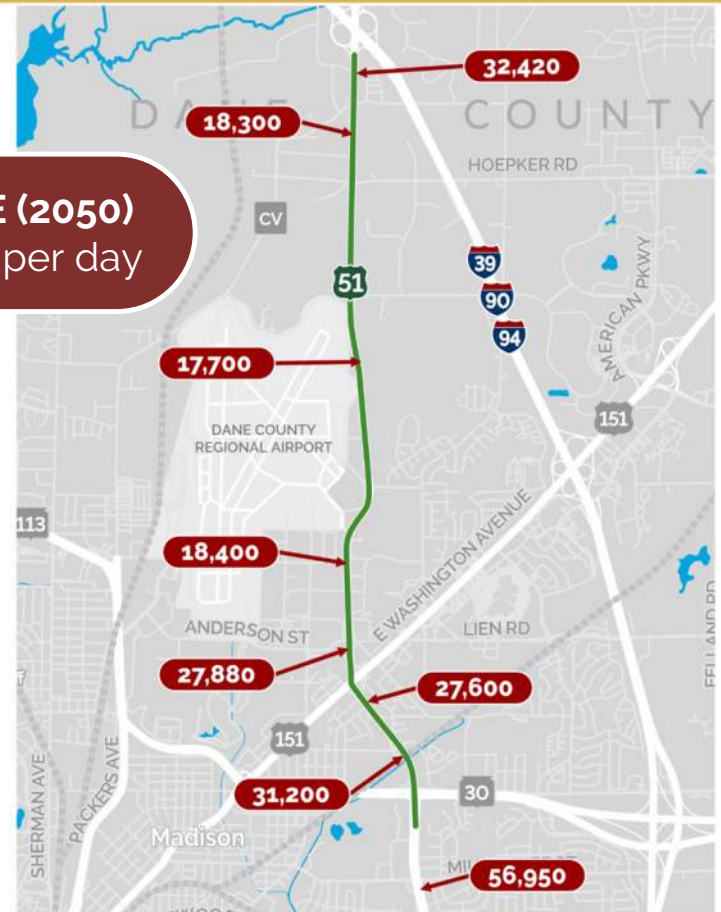 32,420
DANE COUNTY
18,300
HOEPKER RD
E (2050)
per day
CV
39
51
90
94
AMERICAN PKWY
17,700
151
DANE COUNTY
REGIONAL AIRPORT
113
18,400
E WASHINGTON AVENUE
ANDERSON ST
LIEN RD
FELLAND RD
27,880
27,600
151
31,200
30
SHERMAN AVE
PACKERS AVE
Madison
56,950